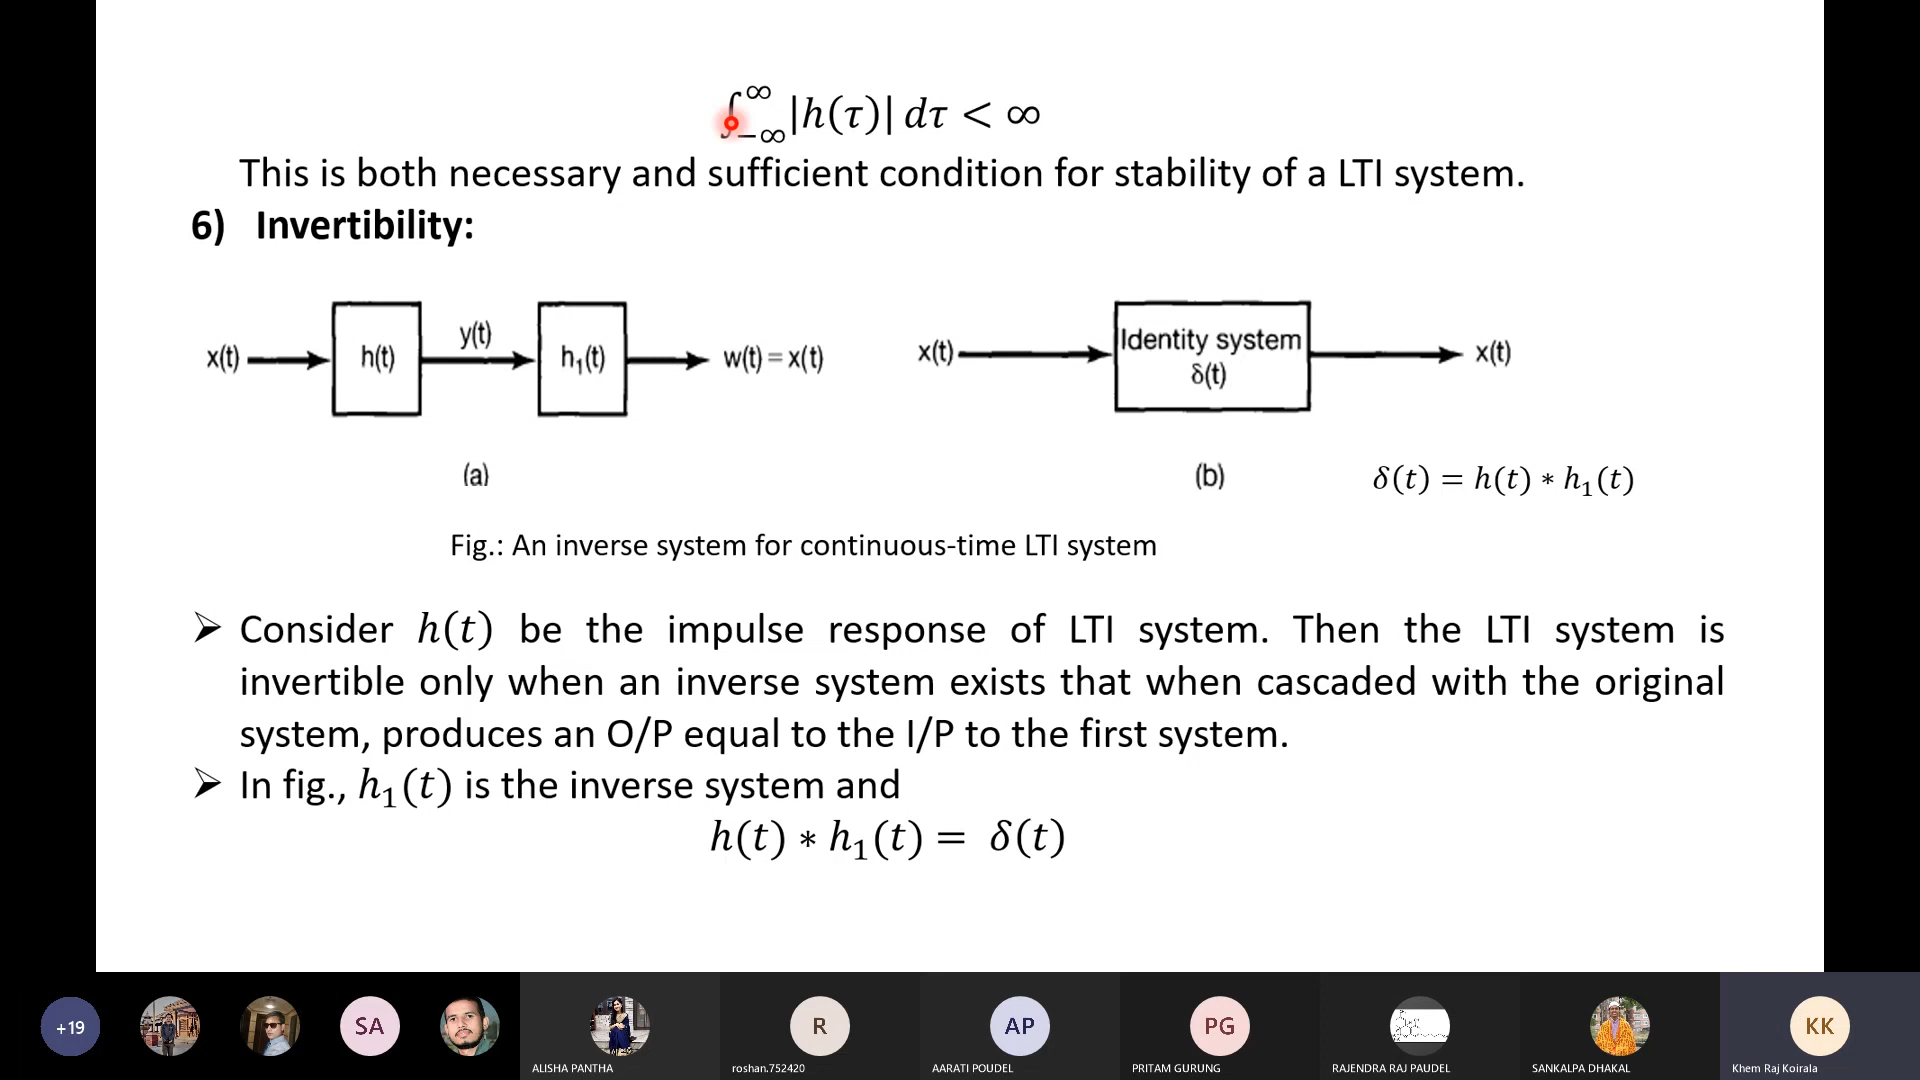 ∫_{−∞}^{∞} |h(τ)| dτ < ∞
This is both necessary and sufficient condition for stability of a LTI system.
6) Invertibility:
x(t) h(t) y(t) h₁(t) w(t) = x(t)
x(t) Identity system δ(t) x(t)
(a)
(b) δ(t) = h(t) ∗ h₁(t)
Fig.: An inverse system for continuous-time LTI system
➢ Consider h(t) be the impulse response of LTI system. Then the LTI system is
invertible only when an inverse system exists that when cascaded with the original
system, produces an O/P equal to the I/P to the first system.
➢ In fig., h₁(t) is the inverse system and
h(t) ∗ h₁(t) = δ(t)
+19
SA
R
AP
PG
KK
ALISHA PANTHA
roshan.752420
AARATI POUDEL
PRITAM GURUNG
RAJENDRA RAJ PAUDEL
SANKALPA DHAKAL
Khem Raj Koirala